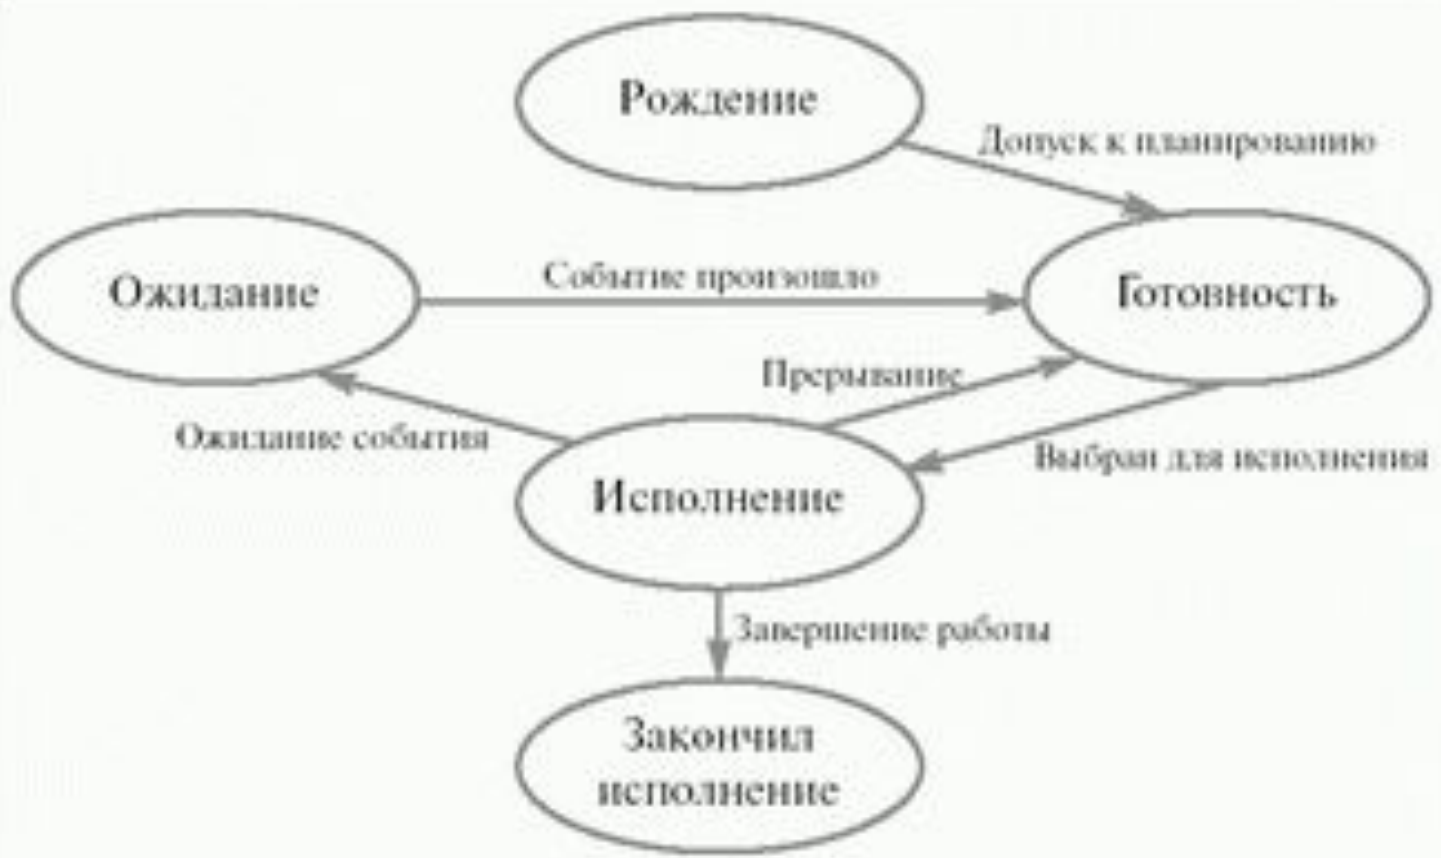 Рождение
Допуск к планированию
Ожидание
Событие произошло
Готовность
Прерывание
Ожидание события
Выбран для исполнения
Исполнение
Завершение работы
Закончил
исполнение